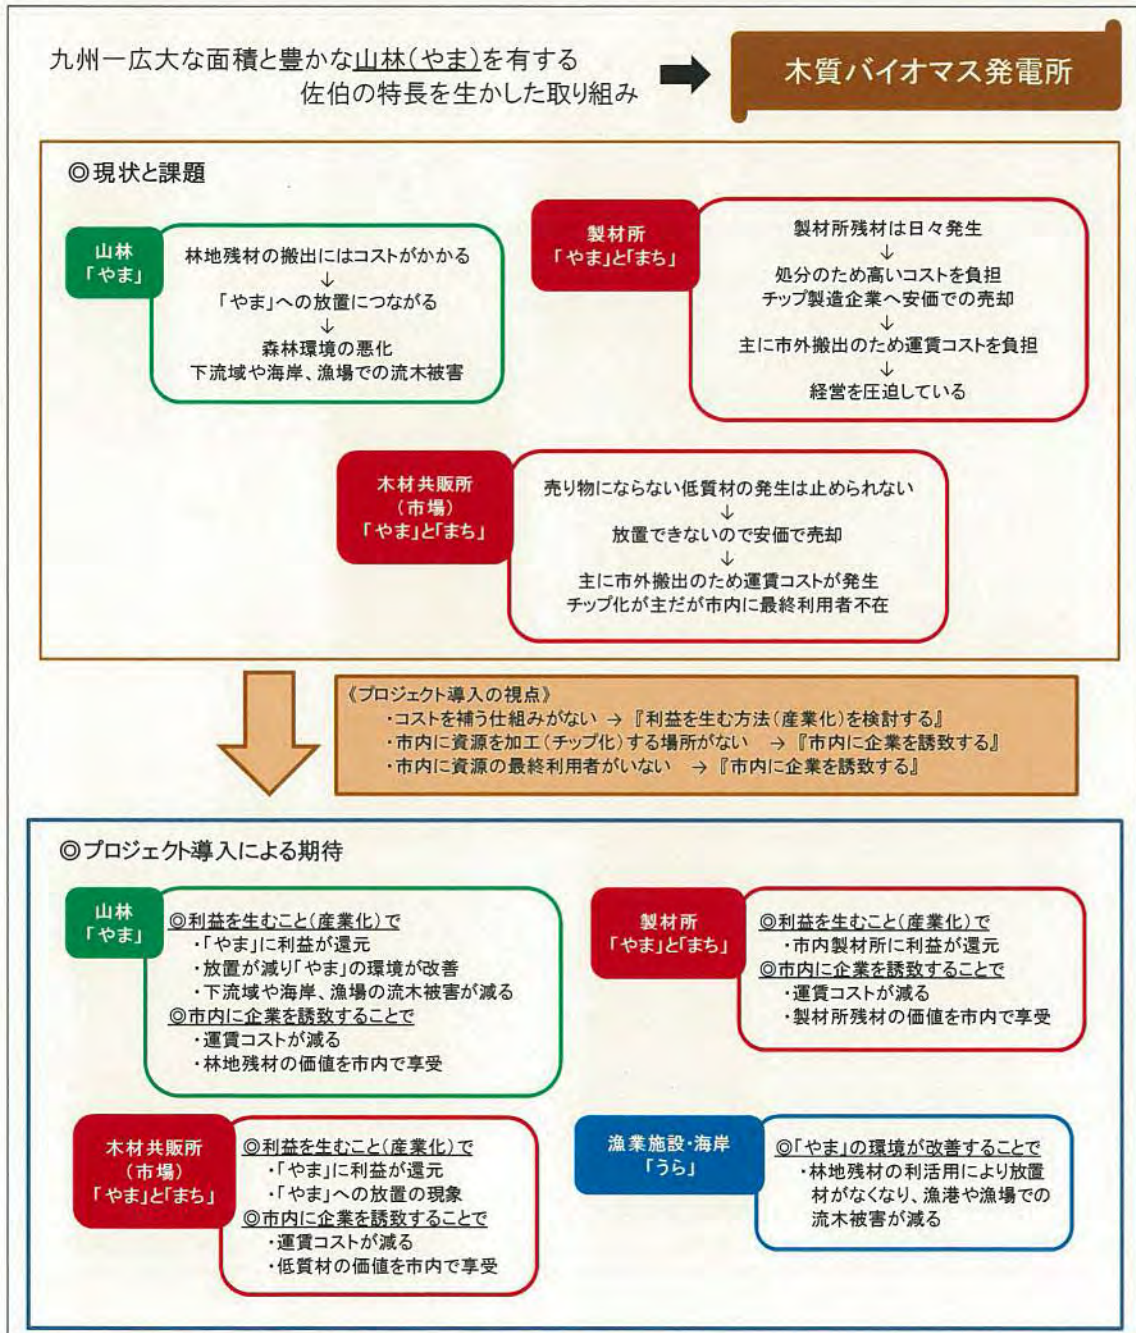 九州一広大な面積と豊かな山林(やま)を有する
佐伯の特長を生かした取り組み
木質バイオマス発電所
◎現状と課題
山林
「やま」
林地残材の搬出にはコストがかかる
↓
「やま」への放置につながる
↓
森林環境の悪化
下流域や海岸、漁場での流木被害
製材所
「やま」と「まち」
製材所残材は日々発生
↓
処分のため高いコストを負担
チップ製造企業へ安価での売却
↓
主に市外搬出のため運賃コストを負担
↓
経営を圧迫している
木材共販所
(市場)
「やま」と「まち」
売り物にならない低質材の発生は止められない
↓
放置できないので安価で売却
↓
主に市外搬出のため運賃コストが発生
チップ化が主だが市内に最終利用者不在
《プロジェクト導入の視点》
・コストを補う仕組みがない → 『利益を生む方法(産業化)を検討する』
・市内に資源を加工(チップ化)する場所がない → 『市内に企業を誘致する』
・市内に資源の最終利用者がいない → 『市内に企業を誘致する』
◎プロジェクト導入による期待
山林
「やま」
◎利益を生むこと(産業化)で
・「やま」に利益が還元
・放置が減り「やま」の環境が改善
・下流域や海岸、漁場の流木被害が減る
◎市内に企業を誘致することで
・運賃コストが減る
・林地残材の価値を市内で享受
製材所
「やま」と「まち」
◎利益を生むこと(産業化)で
・市内製材所に利益が還元
◎市内に企業を誘致することで
・運賃コストが減る
・製材所残材の価値を市内で享受
木材共販所
(市場)
「やま」と「まち」
◎利益を生むこと(産業化)で
・「やま」に利益が還元
・「やま」への放置の現象
◎市内に企業を誘致することで
・運賃コストが減る
・低質材の価値を市内で享受
漁業施設・海岸
「うら」
◎「やま」の環境が改善することで
・林地残材の利活用により放置
材がなくなり、漁港や漁場での
流木被害が減る